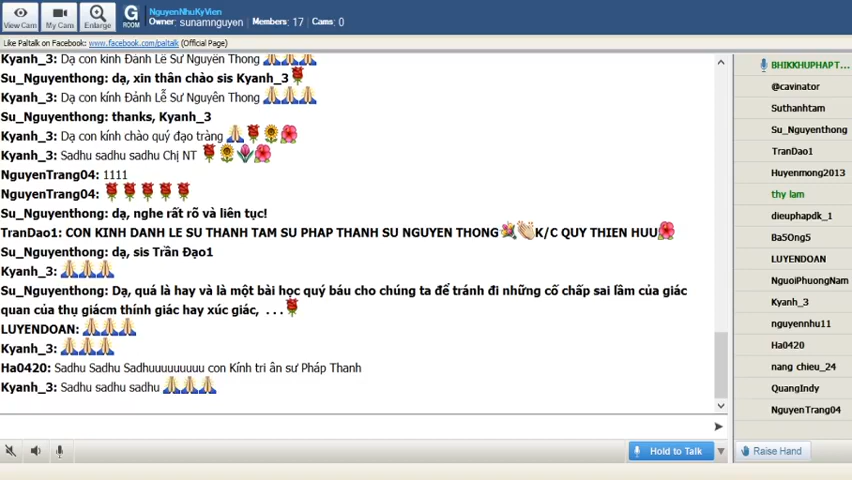 View Cam
My Cam
Enlarge
G
ROOM
NguyenNhuKyVien
Owner: sunamnguyen Members: 17 Cams: 0
Like Paltalk on Facebook: www.facebook.com/paltalk (Official Page)
Kyanh_3: Dạ con kính Đảnh Lễ Sư Nguyên Thong
Su_Nguyenthong: dạ, xin thân chào sis Kyanh_3
Kyanh_3: Dạ con kính Đảnh Lễ Sư Nguyên Thong
Su_Nguyenthong: thanks, Kyanh_3
Kyanh_3: Dạ con kính chào quý đạo tràng
Kyanh_3: Sadhu sadhu sadhu Chị NT
NguyenTrang04: 1111
NguyenTrang04:
Su_Nguyenthong: dạ, nghe rất rõ và liên tục!
TranDao1: CON KINH DANH LE SU THANH TAM SU PHAP THANH SU NGUYEN THONG K/C QUY THIEN HUU
Su_Nguyenthong: dạ, sis Trần Đạo1
Kyanh_3:
Su_Nguyenthong: Dạ, quá là hay và là một bài học quý báu cho chúng ta để tránh đi những cố chấp sai lầm của giác
quan của thụ giácm thính giác hay xúc giác, . . .
LUYENDOAN:
Kyanh_3:
Ha0420: Sadhu Sadhu Sadhuuuuuuuuu con Kính tri ân sư Pháp Thanh
Kyanh_3: Sadhu sadhu sadhu
Hold to Talk
BHIKKHUPHAPT...
@cavinator
Suthanhtam
Su_Nguyenthong
TranDao1
Huyenmong2013
thy lam
dieuphapdk_1
Ba5Ong5
LUYENDOAN
NguoiPhuongNam
Kyanh_3
nguyennhu11
Ha0420
nang chieu_24
QuangIndy
NguyenTrang04
Raise Hand